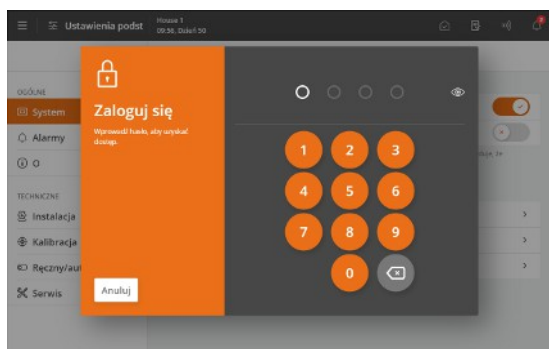 Ustawienia podst
House 1
09:56, Dzień 50
OGÓLNE
System
Alarmy
O
TECHNICZNE
Instalacja
Kalibracja
Ręczny/aut
Serwis
Zaloguj się
Wprowadź hasło, aby uzyskać
dostęp.
Anuluj
1 2 3
4 5 6
7 8 9
0